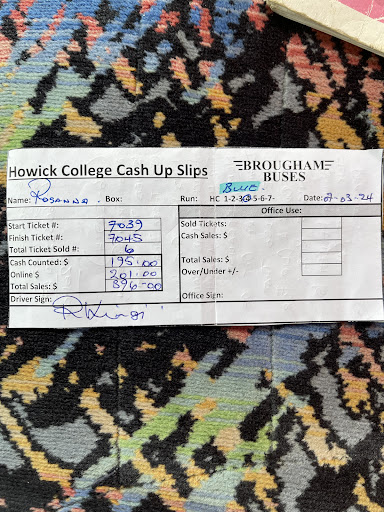 Howick College Cash Up Slips
BROUGHAM
BUSES
BLUE.
Name: Rosanna. Box: Run: HC 1-2-3-4-5-6-7- Date: 07-03-24
Office Use:
Start Ticket #: 7039 Sold Tickets:
Finish Ticket #: 7045 Cash Sales: $
Total Ticket Sold #: 6
Cash Counted: $ 195.00 Total Sales: $
Online $ 201.00 Over/Under +/-
Total Sales: $ 396-00
Driver Sign: Office Sign: